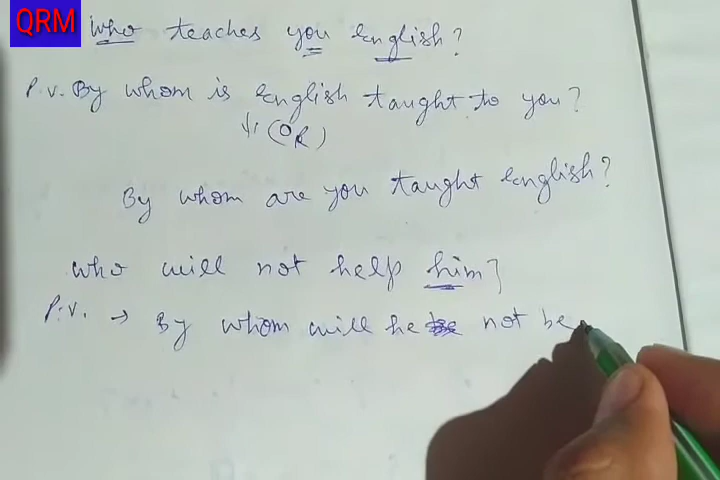 QRM
Who teaches you English?
P.V. By whom is English taught to you?
(OR)
By whom are you taught English?
Who will not help him?
P.V. → By whom will he not be